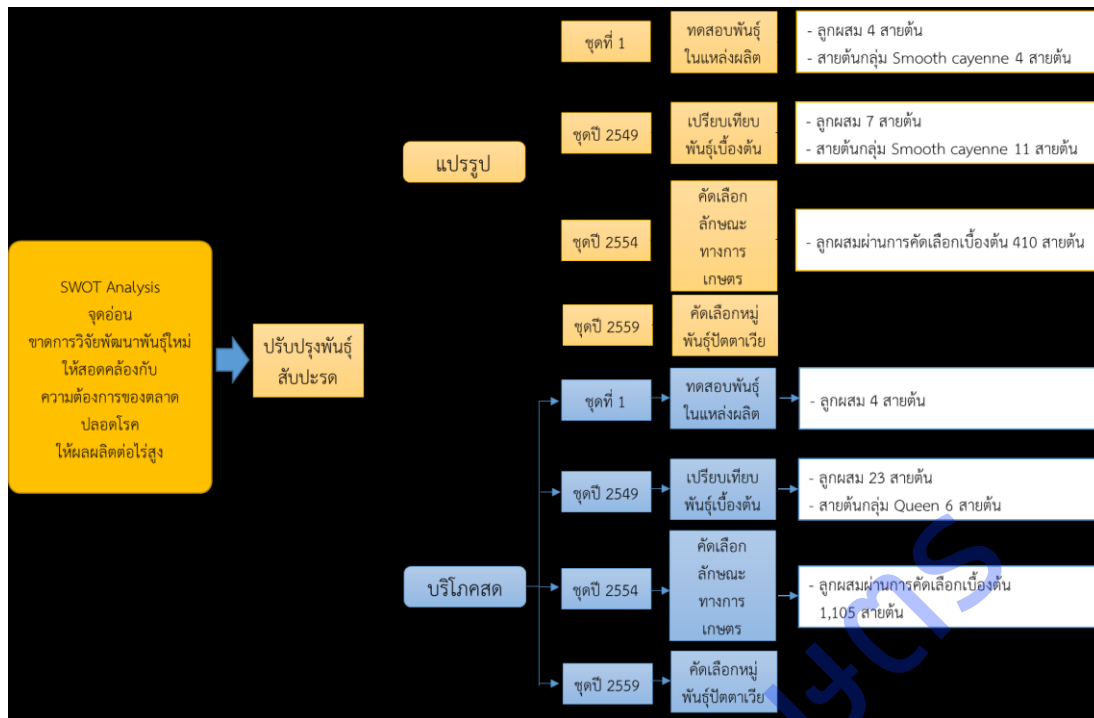 SWOT Analysis
จุดอ่อน
ขาดการวิจัยพัฒนาพันธุ์ใหม่
ให้สอดคล้องกับ
ความต้องการของตลาด
ปลอดโรค
ให้ผลผลิตต่อไร่สูง
ปรับปรุงพันธุ์
สับปะรด
แปรรูป
ชุดที่ 1
ทดสอบพันธุ์
ในแหล่งผลิต
- ลูกผสม 4 สายต้น
- สายต้นกลุ่ม Smooth cayenne 4 สายต้น
ชุดปี 2549
เปรียบเทียบ
พันธุ์เบื้องต้น
- ลูกผสม 7 สายต้น
- สายต้นกลุ่ม Smooth cayenne 11 สายต้น
ชุดปี 2554
คัดเลือก
ลักษณะ
ทางการ
เกษตร
- ลูกผสมผ่านการคัดเลือกเบื้องต้น 410 สายต้น
ชุดปี 2559
คัดเลือกหมู่
พันธุ์ปัตตาเวีย
บริโภคสด
ชุดที่ 1
ทดสอบพันธุ์
ในแหล่งผลิต
- ลูกผสม 4 สายต้น
ชุดปี 2549
เปรียบเทียบ
พันธุ์เบื้องต้น
- ลูกผสม 23 สายต้น
- สายต้นกลุ่ม Queen 6 สายต้น
ชุดปี 2554
คัดเลือก
ลักษณะ
ทางการ
เกษตร
- ลูกผสมผ่านการคัดเลือกเบื้องต้น
1,105 สายต้น
ชุดปี 2559
คัดเลือกหมู่
พันธุ์ปัตตาเวีย